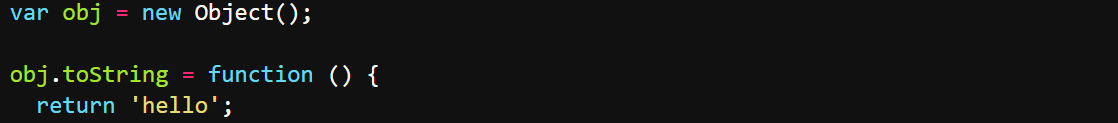 var obj = new Object();
obj.toString = function () {
return 'hello';